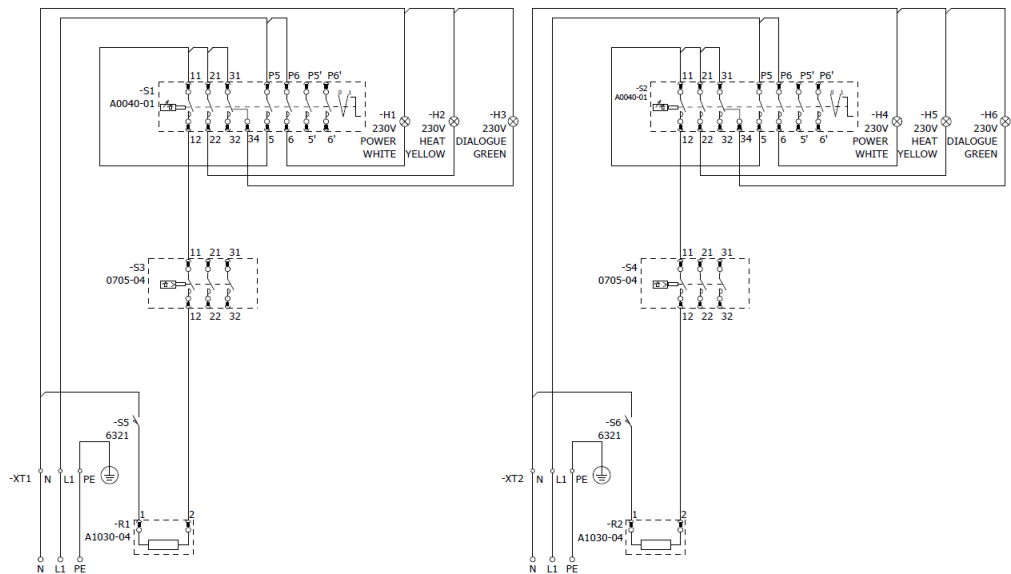 11 21 31 P5 P6 P5' P6'
-S1
A0040-01
0 1
12 22 32 34 5 6 5' 6'
-H1
230V
POWER
WHITE
-H2
230V
HEAT
YELLOW
-H3
230V
DIALOGUE
GREEN
11 21 31
-S3
0705-04
12 22 32
-S5
6321
-XT1 N L1 PE
1 2
-R1
A1030-04
N L1 PE
11 21 31 P5 P6 P5' P6'
-S2
A0040-01
0 1
12 22 32 34 5 6 5' 6'
-H4
230V
POWER
WHITE
-H5
230V
HEAT
YELLOW
-H6
230V
DIALOGUE
GREEN
11 21 31
-S4
0705-04
12 22 32
-S6
6321
-XT2 N L1 PE
1 2
-R2
A1030-04
N L1 PE